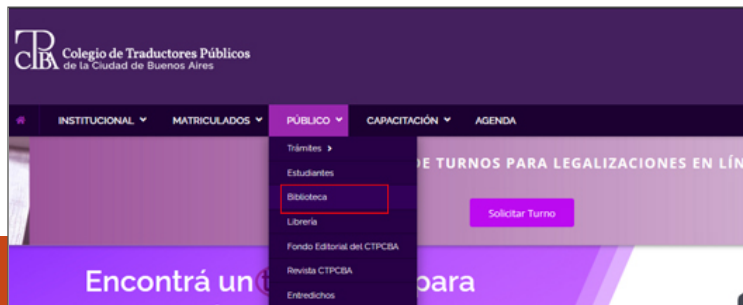 CTPCBA
Colegio de Traductores Públicos
de la Ciudad de Buenos Aires
INSTITUCIONAL
MATRICULADOS
PÚBLICO
CAPACITACIÓN
AGENDA
Trámites >
Estudiantes
Biblioteca
Librería
Fondo Editorial del CTPCBA
Revista CTPCBA
Entredichos
E TURNOS PARA LEGALIZACIONES EN LÍN
Solicitar Turno
Encontrá un
para